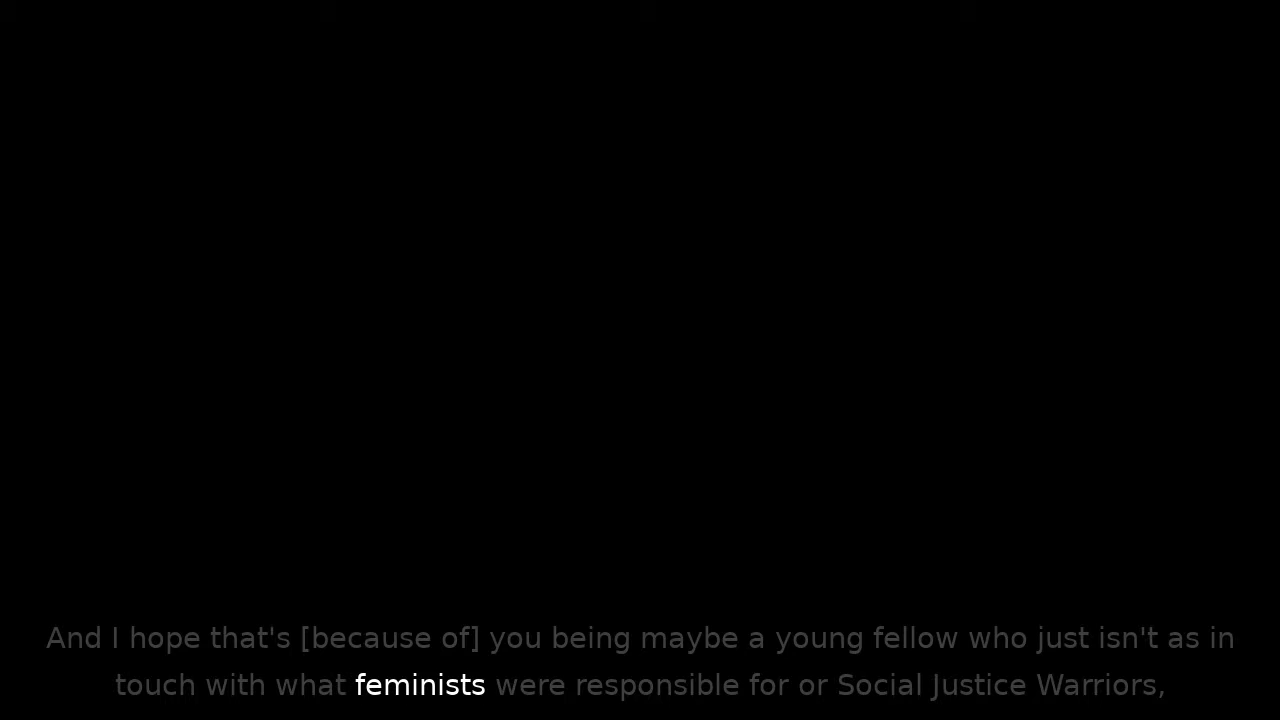 And I hope that's [because of] you being maybe a young fellow who just isn't as in
touch with what feminists were responsible for or Social Justice Warriors,